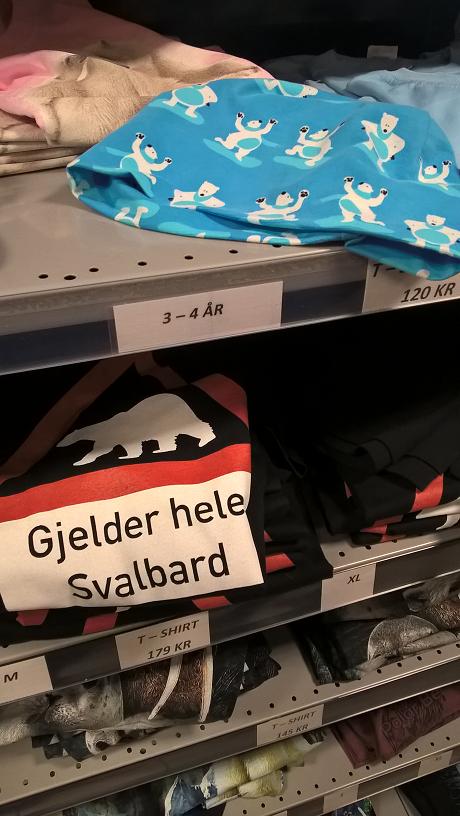 3 – 4 ÅR
T –
120 KR
Gjelder hele
Svalbard
XL
T – SHIRT
179 KR
M
T – SHIRT
145 KR